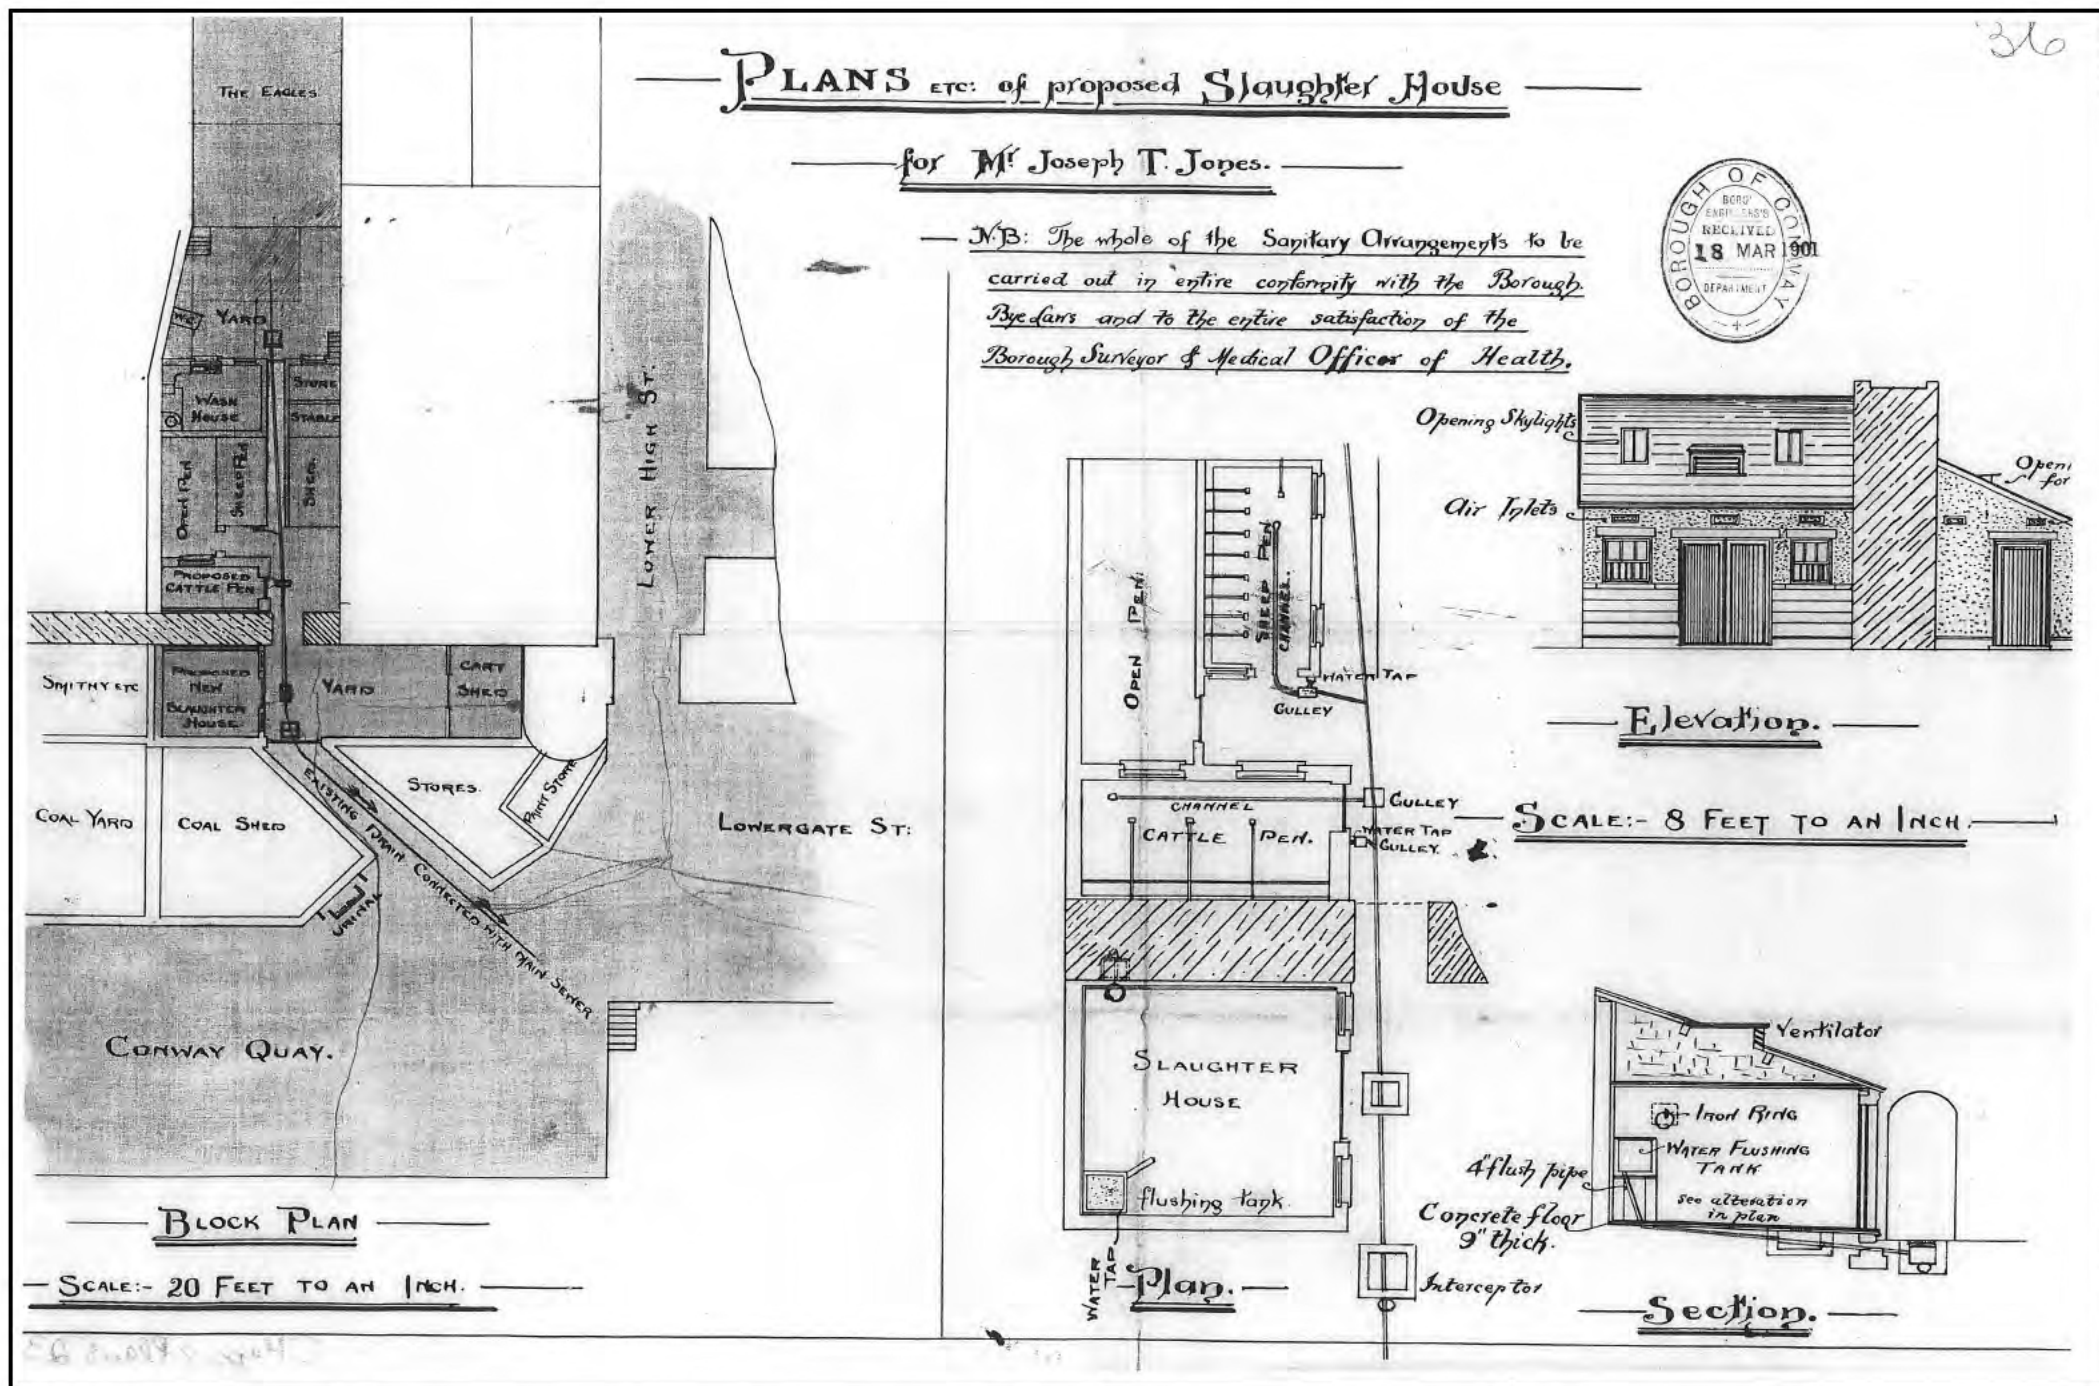 36
PLANS ETC: of proposed Slaughter House
for Mr Joseph T. Jones.
N.B: The whole of the Sanitary Arrangements to be
carried out in entire conformity with the Borough
Bye Laws and to the entire satisfaction of the
Borough Surveyor & Medical Officer of Health.
BOROUGH OF CONWAY
BORO'
ENGINEERS'S
RECEIVED
18 MAR 1901
DEPARTMENT
THE EAGLES
W.C.
YARD
WASH
HOUSE
STORE
STABLE
OPEN PEN
SHEEP PEN
SHED
PROPOSED
CATTLE PEN
SMITHY ETC
PROPOSED
NEW
SLAUGHTER
HOUSE
YARD
CART
SHED
LOWER HIGH ST:
COAL YARD
COAL SHED
STORES.
PAINT STORE
LOWERGATE ST:
URINAL
EXISTING DRAIN CONNECTED WITH MAIN SEWER
CONWAY QUAY.
BLOCK PLAN
SCALE:- 20 FEET TO AN INCH.
OPEN PEN.
SHEEP PEN
CHANNEL.
WATER TAP
GULLEY
CHANNEL
GULLEY
CATTLE PEN.
WATER TAP
GULLEY.
SLAUGHTER
HOUSE
flushing tank.
WATER
TAP
Plan.
Interceptor
Opening Skylights
Air Inlets
Openi
for
Elevation.
SCALE:- 8 FEET TO AN INCH.
Ventilator
IRON RING
WATER FLUSHING
TANK
see alteration
in plan
4" flush pipe
Concrete floor
9" thick.
Section.